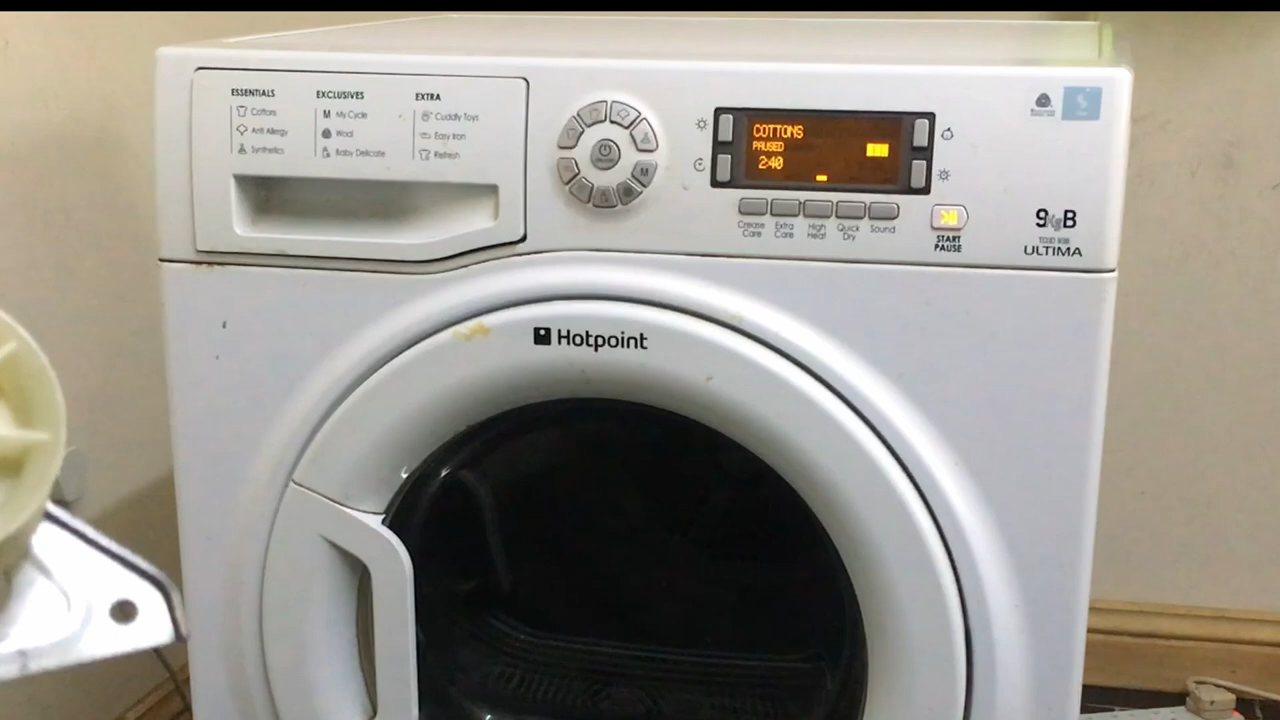 ESSENTIALS
Cottons
Anti Allergy
Synthetics
EXCLUSIVES
M My Cycle
Wool
Baby Delicate
EXTRA
Cuddly Toys
Easy Iron
Refresh
M
COTTONS
PAUSED
2:40
Crease Care
Extra Care
High Heat
Quick Dry
Sound
START
PAUSE
9KgB
ULTIMA
Hotpoint